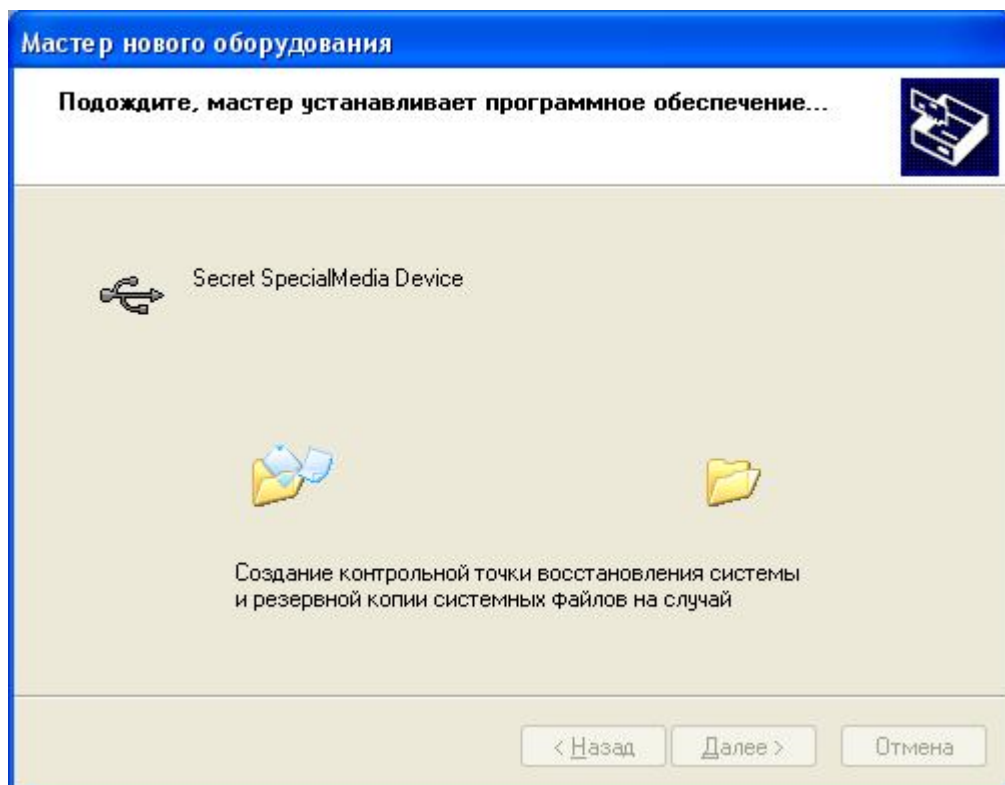 Мастер нового оборудования
Подождите, мастер устанавливает программное обеспечение...
Secret SpecialMedia Device
Создание контрольной точки восстановления системы
и резервной копии системных файлов на случай
< Назад
Далее >
Отмена